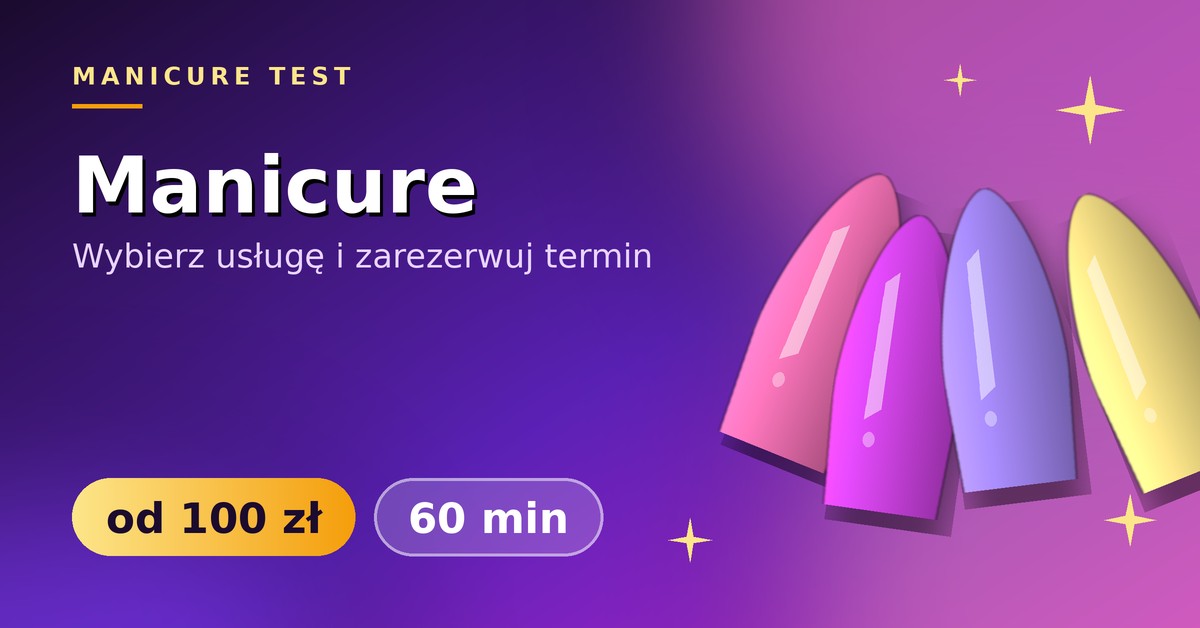 MANICURE TEST
Manicure
Wybierz usługę i zarezerwuj termin
od 100 zł
60 min